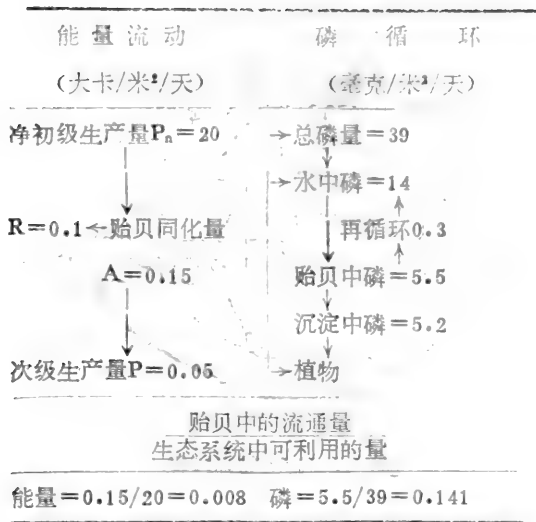 能量流动 磷循环
(大卡/米²/天) (毫克/米²/天)
净初级生产量Pₙ=20 →总磷量=39
→水中磷=14
R=0.1←贻贝同化量 再循环0.3
A=0.15 贻贝中磷=5.5
沉淀中磷=5.2
次级生产量P=0.05 →植物
贻贝中的流通量
生态系统中可利用的量
能量=0.15/20=0.008 磷=5.5/39=0.141